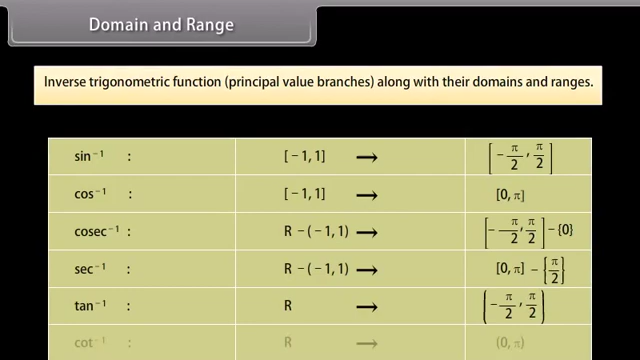 Domain and Range
Inverse trigonometric function (principal value branches) along with their domains and ranges.
sin⁻¹ : [−1, 1] → [−π/2, π/2]
cos⁻¹ : [−1, 1] → [0, π]
cosec⁻¹ : R −(−1, 1) → [−π/2, π/2] −{0}
sec⁻¹ : R −(−1, 1) → [0, π] − {π/2}
tan⁻¹ : R → (−π/2, π/2)
cot⁻¹ : R → (0, π)